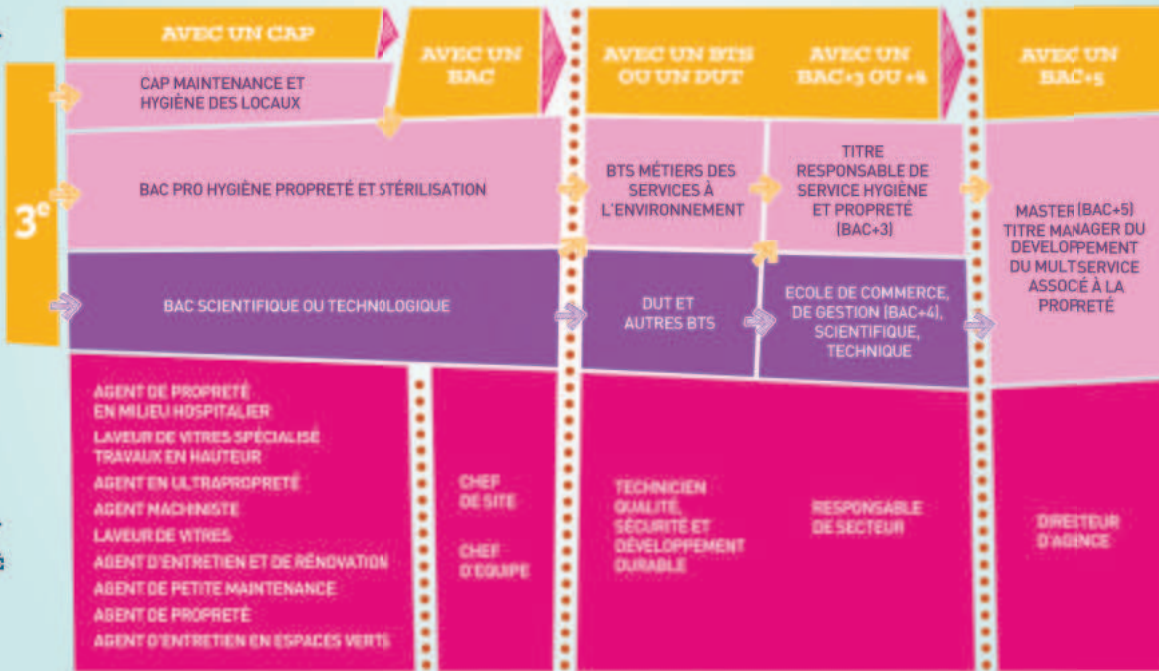 AVEC UN CAP
AVEC UN
BAC
AVEC UN BTS
OU UN DUT
AVEC UN
BAC+3 OU +4
AVEC UN
BAC+5
3e
CAP MAINTENANCE ET
HYGIÈNE DES LOCAUX
BAC PRO HYGIÈNE PROPRETÉ ET STÉRILISATION
BTS MÉTIERS DES
SERVICES À
L'ENVIRONNEMENT
TITRE
RESPONSABLE DE
SERVICE HYGIÈNE
ET PROPRETÉ
(BAC+3)
MASTER (BAC+5)
TITRE MANAGER DU
DEVELOPPEMENT
DU MULTSERVICE
ASSOCÉ À LA
PROPRETÉ
BAC SCIENTIFIQUE OU TECHNOLOGIQUE
DUT ET
AUTRES BTS
ECOLE DE COMMERCE,
DE GESTION (BAC+4),
SCIENTIFIQUE,
TECHNIQUE
AGENT DE PROPRETÉ
EN MILIEU HOSPITALIER
LAVEUR DE VITRES SPÉCIALISÉ
TRAVAUX EN HAUTEUR
AGENT EN ULTRAPROPRETÉ
AGENT MACHINISTE
LAVEUR DE VITRES
AGENT D'ENTRETIEN ET DE RÉNOVATION
AGENT DE PETITE MAINTENANCE
AGENT DE PROPRETÉ
AGENT D'ENTRETIEN EN ESPACES VERTS
CHEF
DE SITE
CHEF
D'EQUIPE
TECHNICIEN
QUALITÉ,
SÉCURITÉ ET
DÉVELOPPEMENT
DURABLE
RESPONSABLE
DE SECTEUR
DIRECTEUR
D'AGENCE